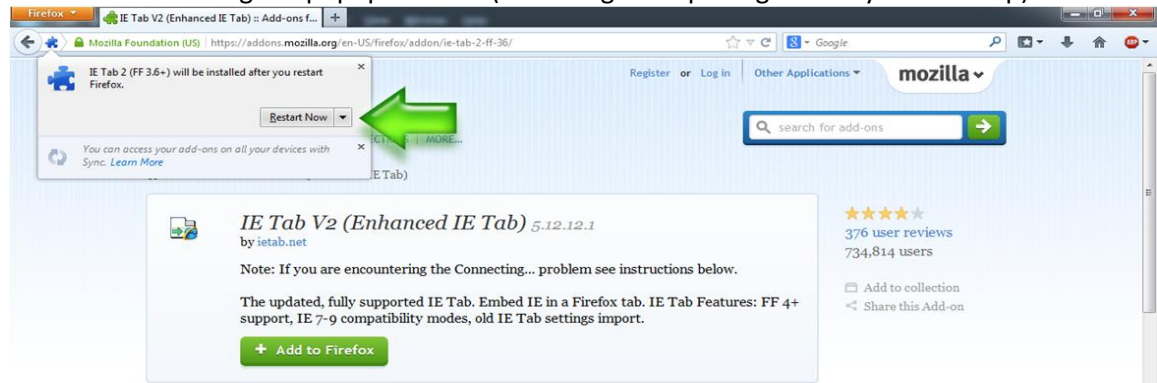 Firefox
IE Tab V2 (Enhanced IE Tab) :: Add-ons f...
Mozilla Foundation (US) https://addons.mozilla.org/en-US/firefox/addon/ie-tab-2-ff-36/
Google
IE Tab 2 (FF 3.6+) will be installed after you restart
Firefox.
Restart Now
You can access your add-ons on all your devices with
Sync. Learn More
Register or Log in
Other Applications
mozilla
search for add-ons
MORE...
IE Tab)
IE Tab V2 (Enhanced IE Tab) 5.12.12.1
by ietab.net
Note: If you are encountering the Connecting... problem see instructions below.
The updated, fully supported IE Tab. Embed IE in a Firefox tab. IE Tab Features: FF 4+
support, IE 7-9 compatibility modes, old IE Tab settings import.
+ Add to Firefox
376 user reviews
734,814 users
Add to collection
Share this Add-on